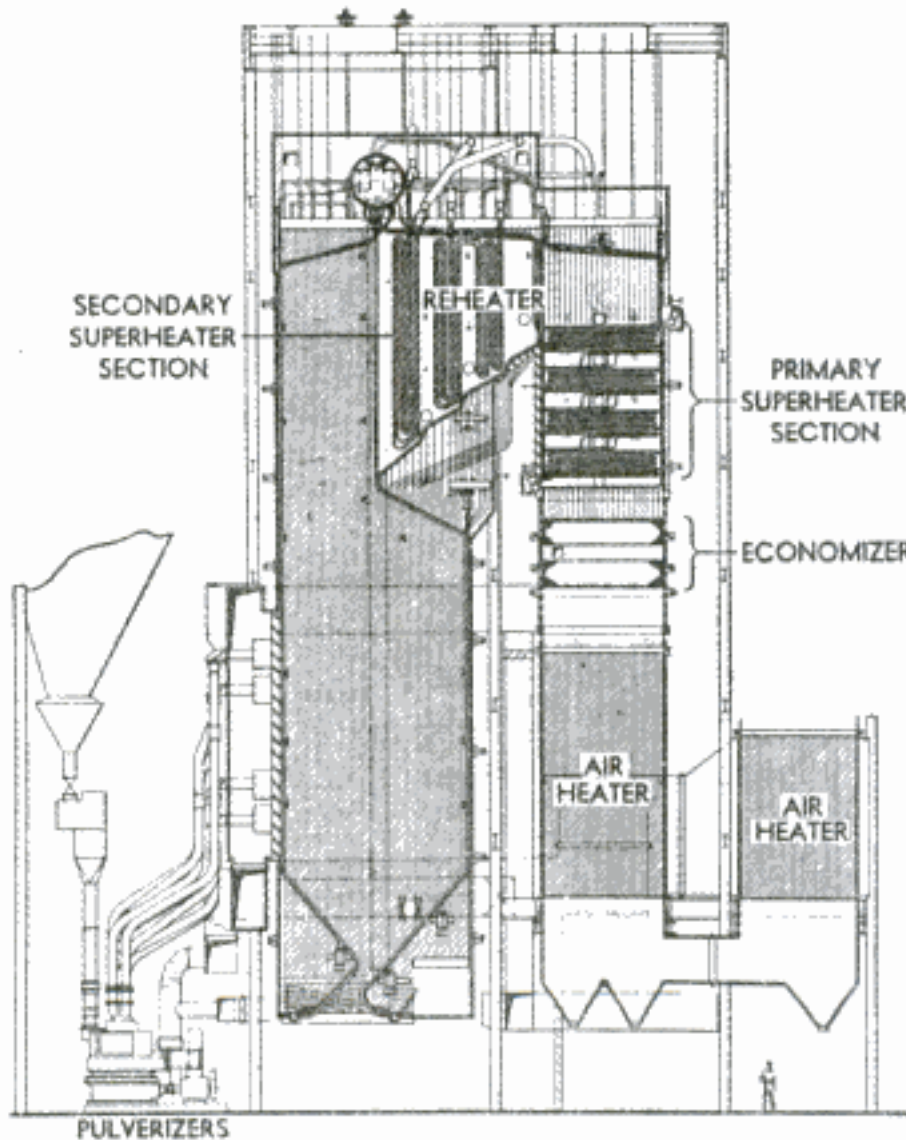 SECONDARY
SUPERHEATER
SECTION
REHEATER
PRIMARY
SUPERHEATER
SECTION
ECONOMIZER
AIR
HEATER
AIR
HEATER
PULVERIZERS